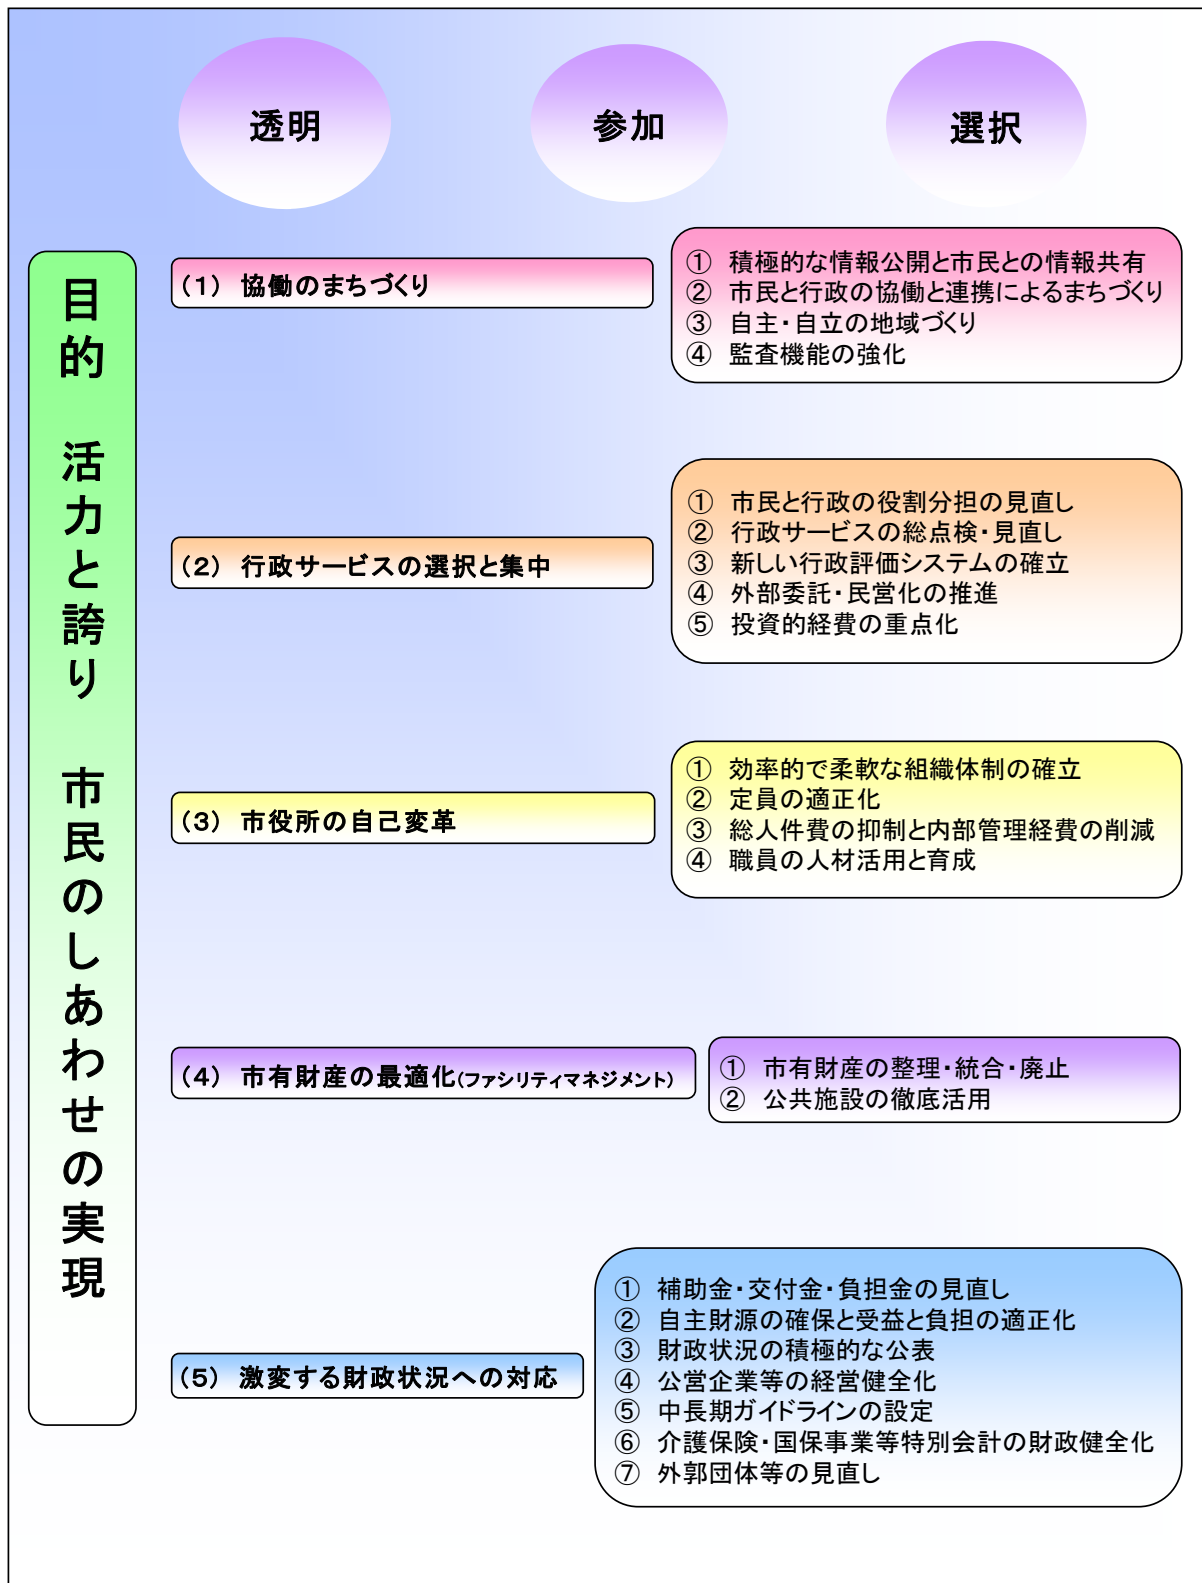 透明
参加
選択
目的 活力と誇り 市民のしあわせの実現
(1) 協働のまちづくり
① 積極的な情報公開と市民との情報共有
② 市民と行政の協働と連携によるまちづくり
③ 自主・自立の地域づくり
④ 監査機能の強化
(2) 行政サービスの選択と集中
① 市民と行政の役割分担の見直し
② 行政サービスの総点検・見直し
③ 新しい行政評価システムの確立
④ 外部委託・民営化の推進
⑤ 投資的経費の重点化
(3) 市役所の自己変革
① 効率的で柔軟な組織体制の確立
② 定員の適正化
③ 総人件費の抑制と内部管理経費の削減
④ 職員の人材活用と育成
(4) 市有財産の最適化(ファシリティマネジメント)
① 市有財産の整理・統合・廃止
② 公共施設の徹底活用
(5) 激変する財政状況への対応
① 補助金・交付金・負担金の見直し
② 自主財源の確保と受益と負担の適正化
③ 財政状況の積極的な公表
④ 公営企業等の経営健全化
⑤ 中長期ガイドラインの設定
⑥ 介護保険・国保事業等特別会計の財政健全化
⑦ 外郭団体等の見直し